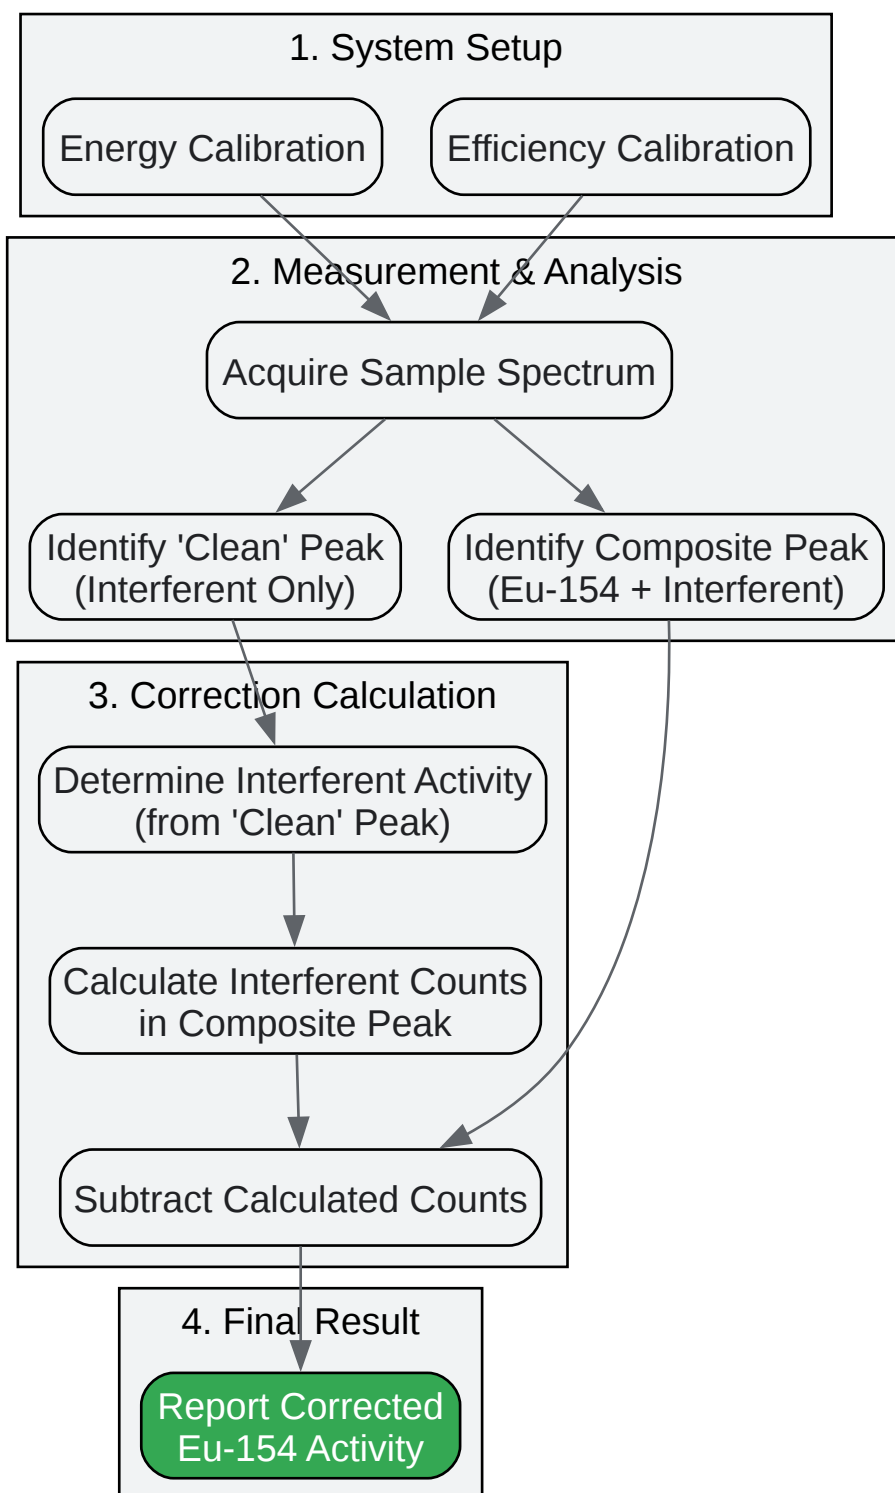 1. System Setup
Energy Calibration
Efficiency Calibration
2. Measurement & Analysis
Acquire Sample Spectrum
Identify 'Clean' Peak
(Interferent Only)
Identify Composite Peak
(Eu-154 + Interferent)
3. Correction Calculation
Determine Interferent Activity
(from 'Clean' Peak)
Calculate Interferent Counts
in Composite Peak
Subtract Calculated Counts
4. Final Result
Report Corrected
Eu-154 Activity